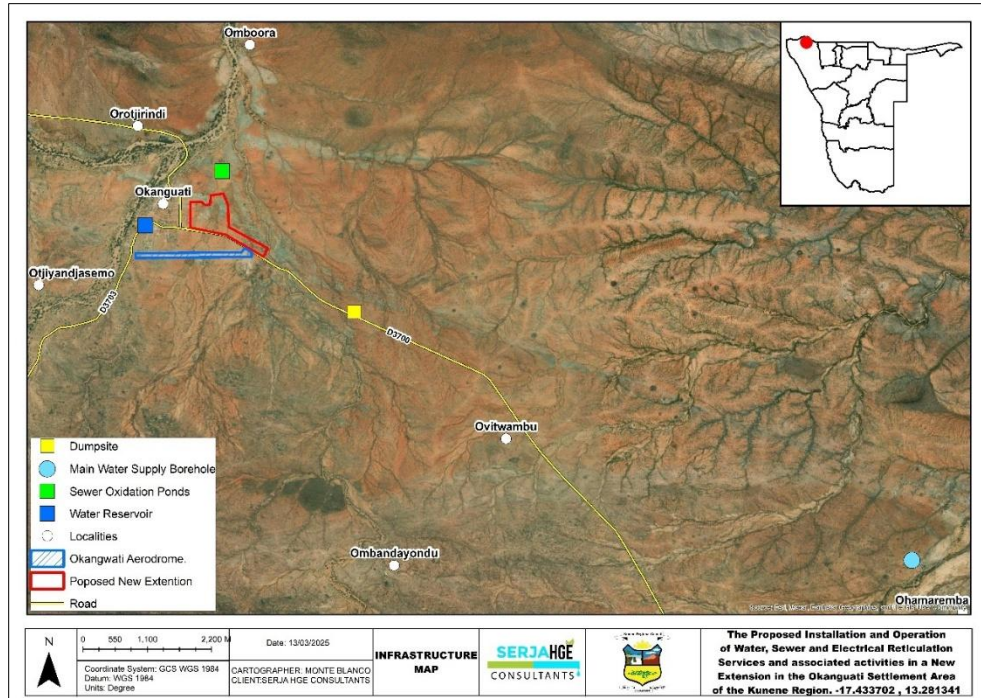 Omboora
Orotjirindi
Okanguati
Otjiyandjasemo
D3703
D3700
Ovitwambu
Ombandayondu
Ohamaremba
Dumpsite
Main Water Supply Borehole
Sewer Oxidation Ponds
Water Reservoir
Localities
Okangwati Aerodrome.
Poposed New Extention
Road
N
0 550 1,100 2,200 M
Coordinate System: GCS WGS 1984
Datum: WGS 1984
Units: Degree
Date: 13/03/2025
CARTOGRAPHER: MONTE BLANCO
CLIENT:SERJA HGE CONSULTANTS
INFRASTRUCTURE
MAP
SERJA HGE
CONSULTANTS
The Proposed Installation and Operation
of Water, Sewer and Electrical Reticulation
Services and associated activities in a New
Extension in the Okanguati Settlement Area
of the Kunene Region. -17.433702 , 13.281341